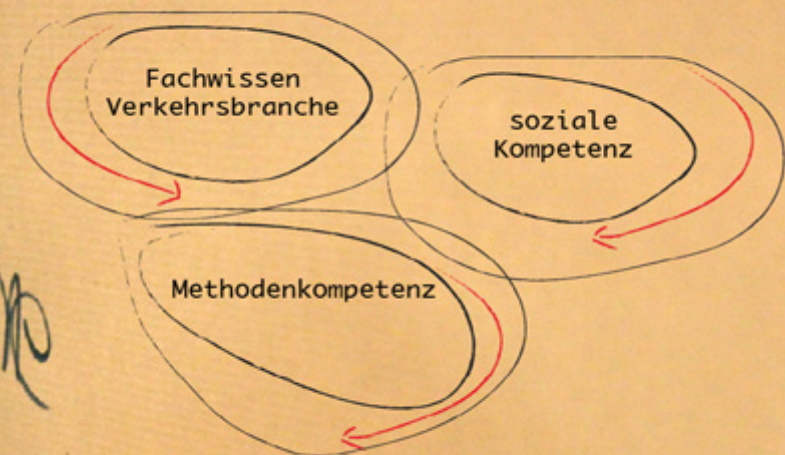 Fachwissen
Verkehrsbranche
soziale
Kompetenz
Methodenkompetenz